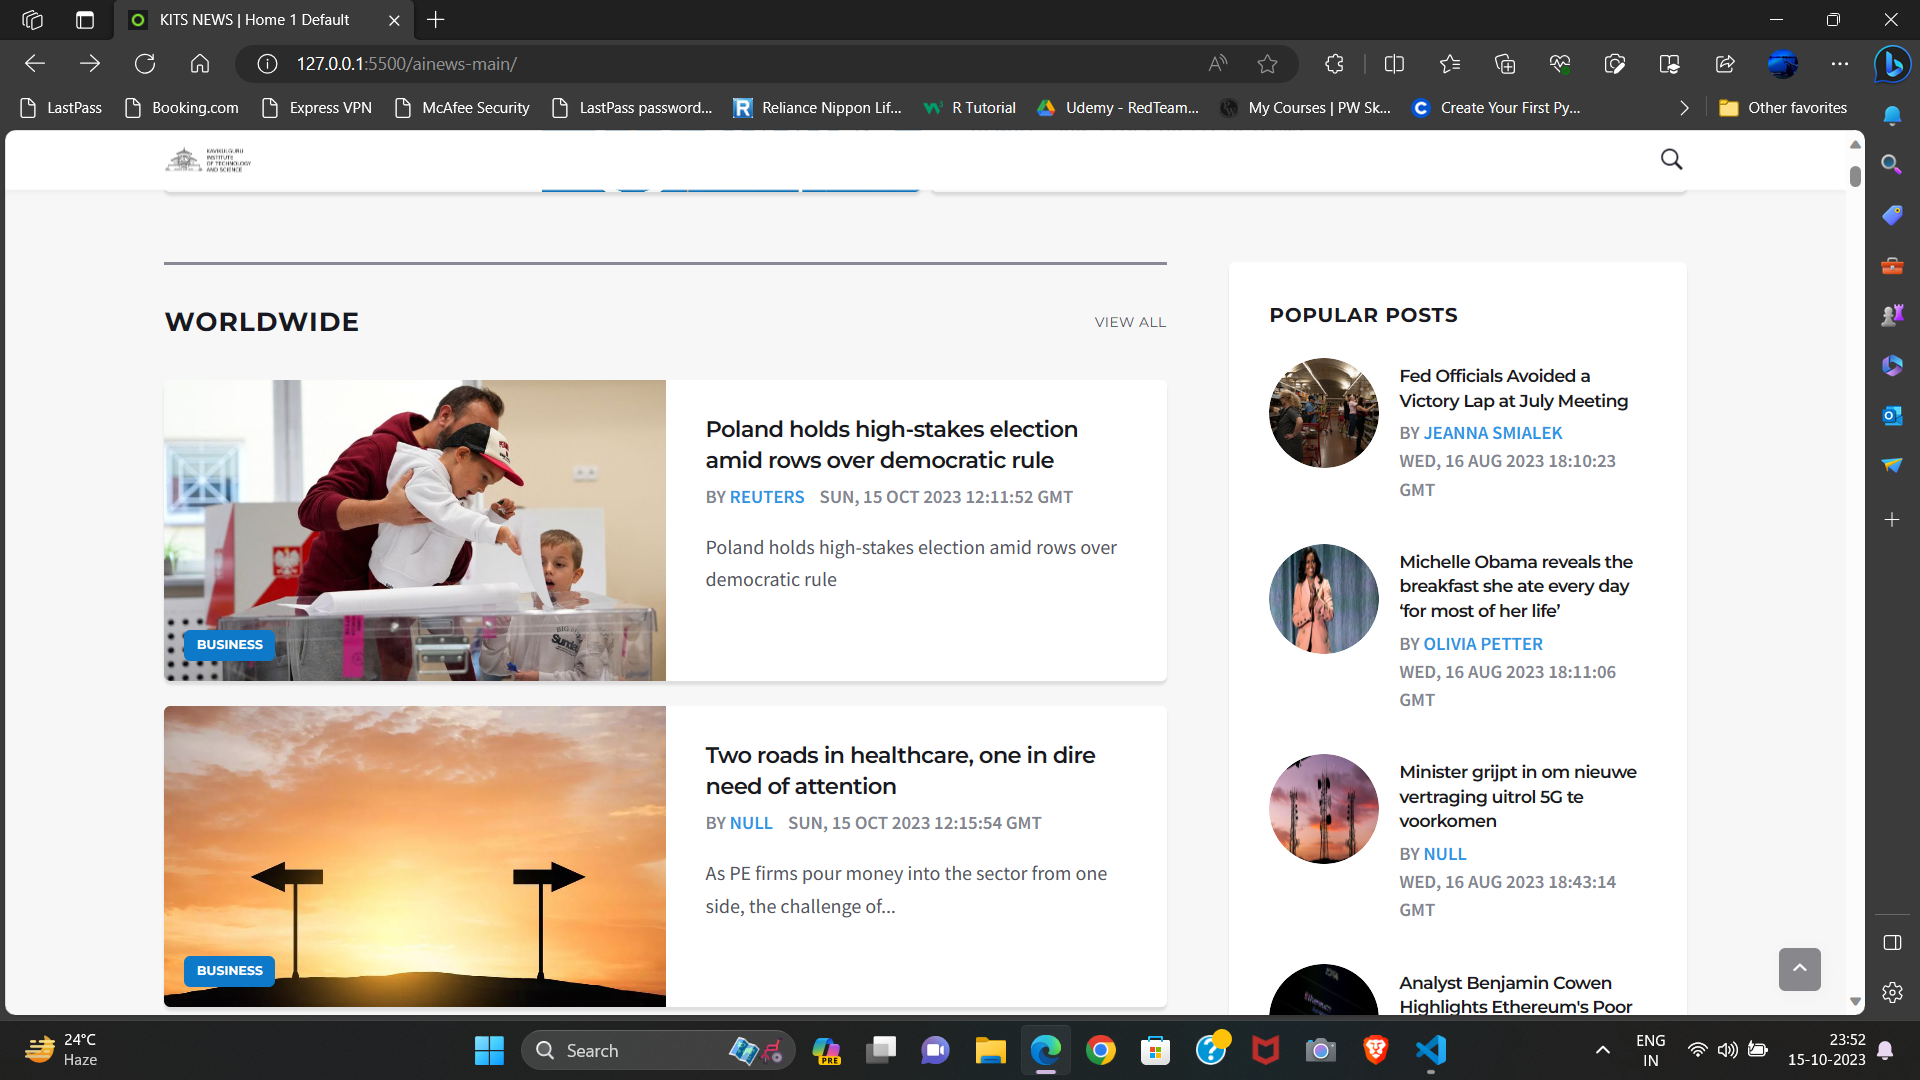 KITS NEWS | Home 1 Default
127.0.0.1:5500/ainews-main/
LastPass
Booking.com
Express VPN
McAfee Security
LastPass password...
Reliance Nippon Lif...
R Tutorial
Udemy - RedTeam...
My Courses | PW Sk...
Create Your First Py...
Other favorites
KAVIKULGURU
INSTITUTE
OF TECHNOLOGY
AND SCIENCE
WORLDWIDE
VIEW ALL
Poland holds high-stakes election
amid rows over democratic rule
BY REUTERS SUN, 15 OCT 2023 12:11:52 GMT
Poland holds high-stakes election amid rows over
democratic rule
BUSINESS
Two roads in healthcare, one in dire
need of attention
BY NULL SUN, 15 OCT 2023 12:15:54 GMT
As PE firms pour money into the sector from one
side, the challenge of...
BUSINESS
POPULAR POSTS
Fed Officials Avoided a
Victory Lap at July Meeting
BY JEANNA SMIALEK
WED, 16 AUG 2023 18:10:23
GMT
Michelle Obama reveals the
breakfast she ate every day
‘for most of her life’
BY OLIVIA PETTER
WED, 16 AUG 2023 18:11:06
GMT
Minister grijpt in om nieuwe
vertraging uitrol 5G te
voorkomen
BY NULL
WED, 16 AUG 2023 18:43:14
GMT
Analyst Benjamin Cowen
Highlights Ethereum's Poor
24°C
Haze
Search
PRE
ENG
IN
23:52
15-10-2023